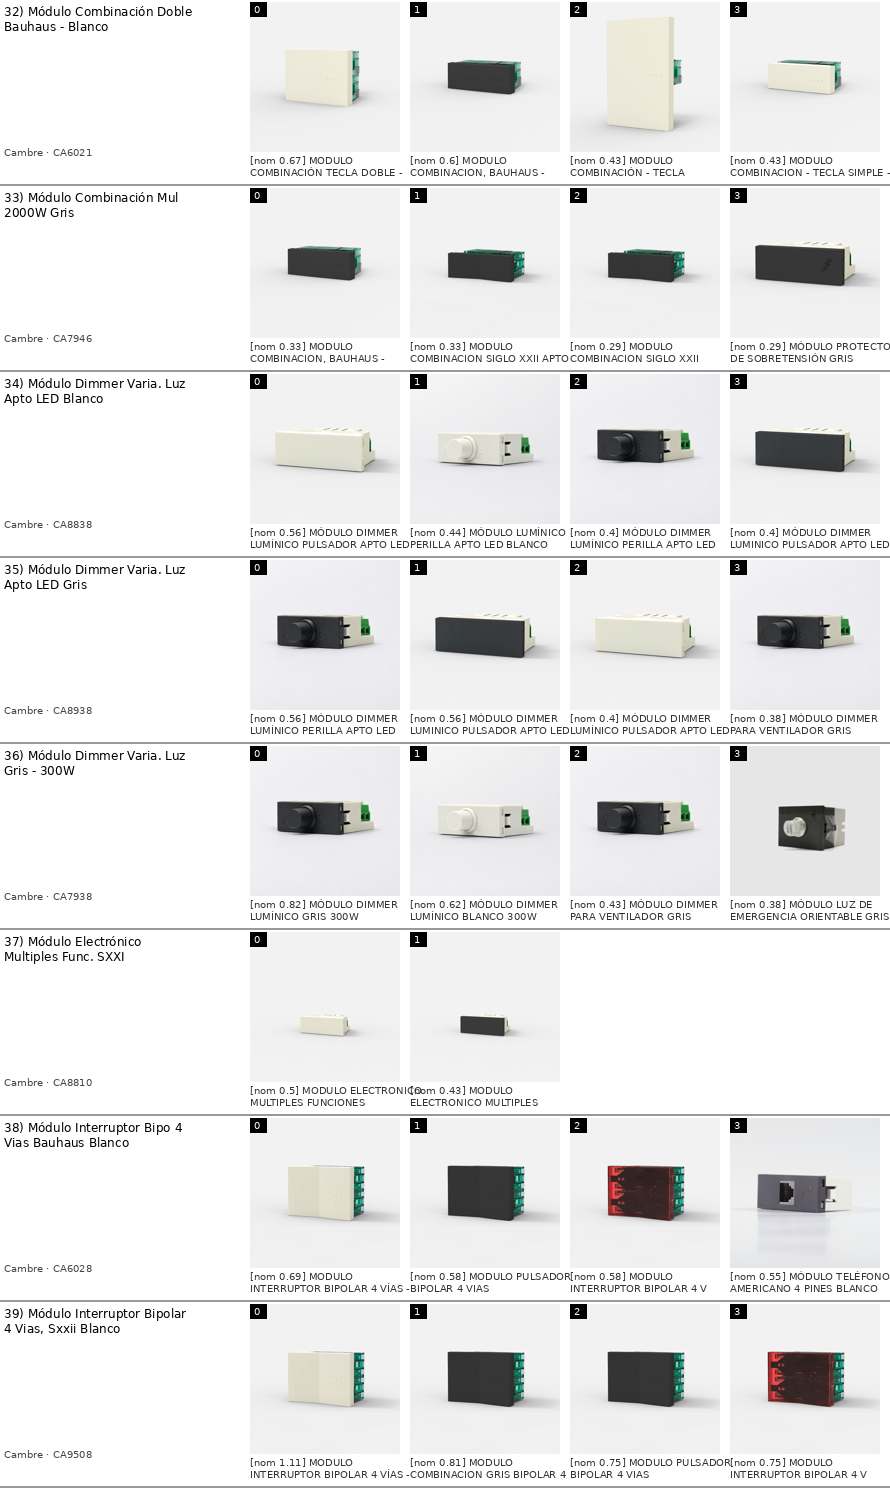 32) Módulo Combinación Doble
Bauhaus - Blanco
Cambre · CA6021
0
[nom 0.67] MODULO
COMBINACIÓN TECLA DOBLE -
1
[nom 0.6] MODULO
COMBINACION, BAUHAUS -
2
[nom 0.43] MODULO
COMBINACIÓN - TECLA
3
[nom 0.43] MODULO
COMBINACION - TECLA SIMPLE -
33) Módulo Combinación Mul
2000W Gris
Cambre · CA7946
0
[nom 0.33] MODULO
COMBINACION, BAUHAUS -
1
[nom 0.33] MODULO
COMBINACION SIGLO XXII APTO
2
[nom 0.29] MODULO
COMBINACION SIGLO XXII
3
[nom 0.29] MÓDULO PROTECTO
DE SOBRETENSIÓN GRIS
34) Módulo Dimmer Varia. Luz
Apto LED Blanco
Cambre · CA8838
0
[nom 0.56] MÓDULO DIMMER
LUMÍNICO PULSADOR APTO LED
1
[nom 0.44] MÓDULO LUMÍNICO
PERILLA APTO LED BLANCO
2
[nom 0.4] MÓDULO DIMMER
LUMÍNICO PERILLA APTO LED
3
[nom 0.4] MÓDULO DIMMER
LUMINICO PULSADOR APTO LED
35) Módulo Dimmer Varia. Luz
Apto LED Gris
Cambre · CA8938
0
[nom 0.56] MÓDULO DIMMER
LUMÍNICO PERILLA APTO LED
1
[nom 0.56] MÓDULO DIMMER
LUMINICO PULSADOR APTO LED
2
[nom 0.4] MÓDULO DIMMER
LUMÍNICO PULSADOR APTO LED
3
[nom 0.38] MÓDULO DIMMER
PARA VENTILADOR GRIS
36) Módulo Dimmer Varia. Luz
Gris - 300W
Cambre · CA7938
0
[nom 0.82] MÓDULO DIMMER
LUMÍNICO GRIS 300W
1
[nom 0.62] MÓDULO DIMMER
LUMÍNICO BLANCO 300W
2
[nom 0.43] MÓDULO DIMMER
PARA VENTILADOR GRIS
3
[nom 0.38] MÓDULO LUZ DE
EMERGENCIA ORIENTABLE GRIS
37) Módulo Electrónico
Multiples Func. SXXI
Cambre · CA8810
0
[nom 0.5] MODULO ELECTRONICO
MULTIPLES FUNCIONES
1
[nom 0.43] MODULO
ELECTRONICO MULTIPLES
38) Módulo Interruptor Bipo 4
Vias Bauhaus Blanco
Cambre · CA6028
0
[nom 0.69] MODULO
INTERRUPTOR BIPOLAR 4 VÍAS -
1
[nom 0.58] MODULO PULSADOR
BIPOLAR 4 VIAS
2
[nom 0.58] MODULO
INTERRUPTOR BIPOLAR 4 V
3
[nom 0.55] MÓDULO TELÉFONO
AMERICANO 4 PINES BLANCO
39) Módulo Interruptor Bipolar
4 Vias, Sxxii Blanco
Cambre · CA9508
0
[nom 1.11] MODULO
INTERRUPTOR BIPOLAR 4 VÍAS -
1
[nom 0.81] MODULO
COMBINACION GRIS BIPOLAR 4
2
[nom 0.75] MODULO PULSADOR
BIPOLAR 4 VIAS
3
[nom 0.75] MODULO
INTERRUPTOR BIPOLAR 4 V